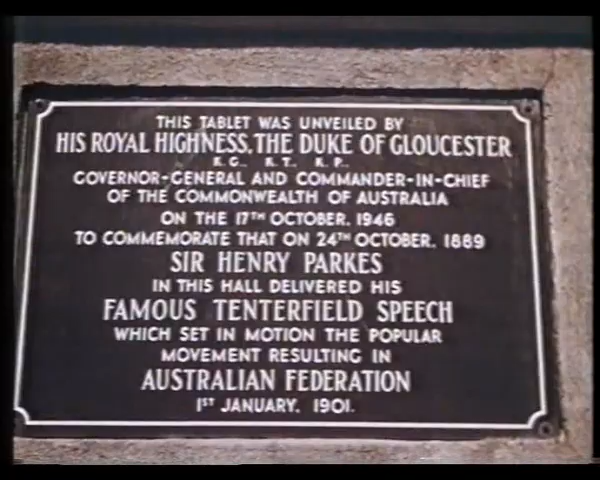 THIS TABLET WAS UNVEILED BY
HIS ROYAL HIGHNESS, THE DUKE OF GLOUCESTER
K.G., K.T., K.P.,
GOVERNOR-GENERAL AND COMMANDER-IN-CHIEF
OF THE COMMONWEALTH OF AUSTRALIA
ON THE 17TH OCTOBER, 1946
TO COMMEMORATE THAT ON 24TH OCTOBER, 1889
SIR HENRY PARKES
IN THIS HALL DELIVERED HIS
FAMOUS TENTERFIELD SPEECH
WHICH SET IN MOTION THE POPULAR
MOVEMENT RESULTING IN
AUSTRALIAN FEDERATION
1ST JANUARY, 1901.